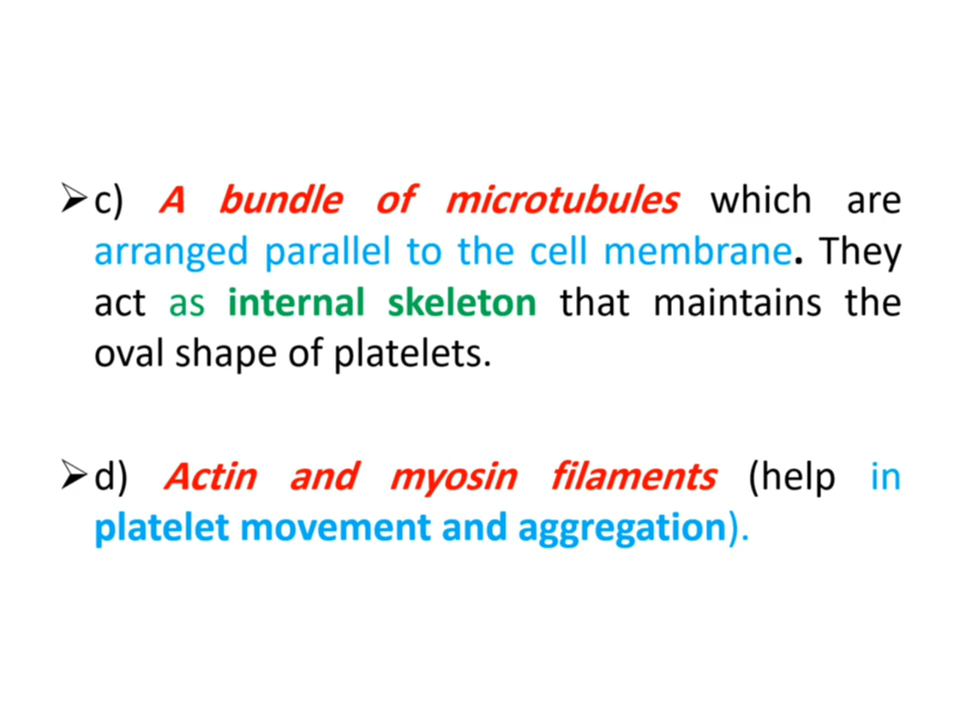 ➢c) A bundle of microtubules which are
arranged parallel to the cell membrane. They
act as internal skeleton that maintains the
oval shape of platelets.
➢d) Actin and myosin filaments (help in
platelet movement and aggregation).